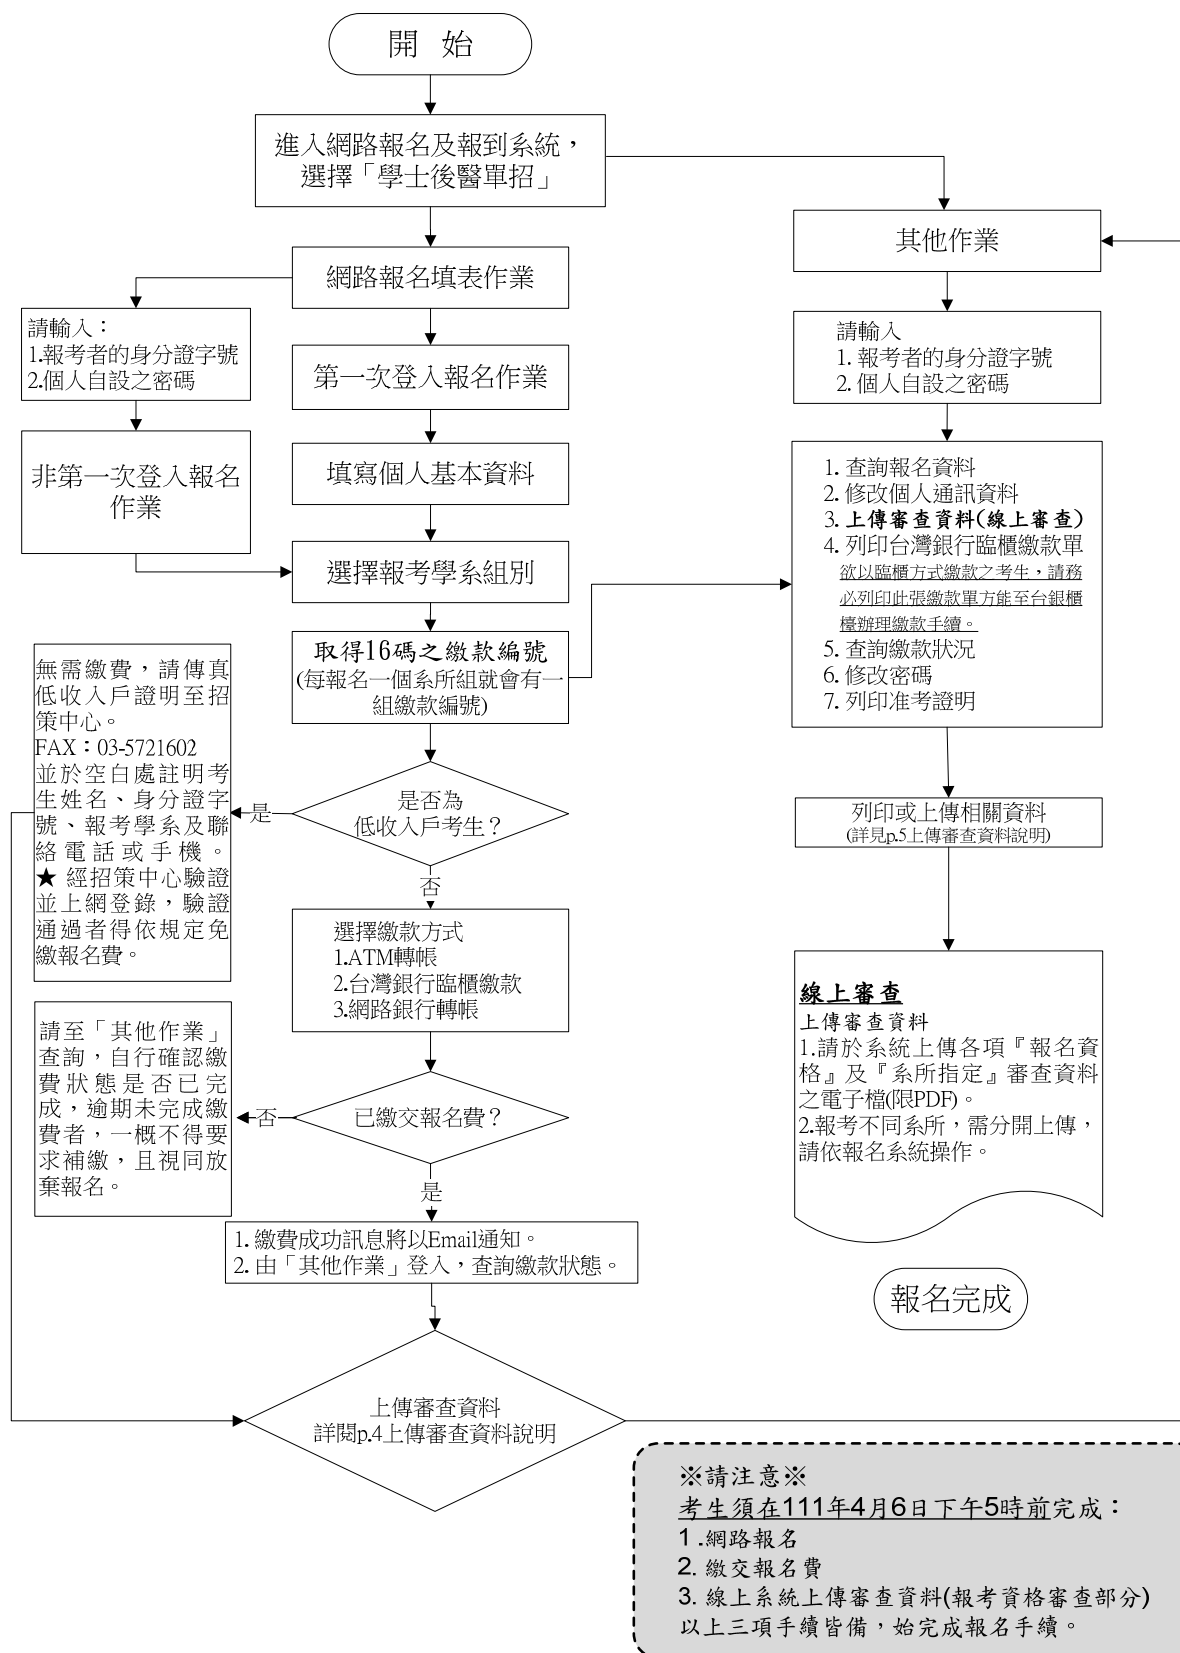 開 始
進入網路報名及報到系統，
選擇「學士後醫單招」
網路報名填表作業
請輸入：
1.報考者的身分證字號
2.個人自設之密碼
非第一次登入報名
作業
第一次登入報名作業
填寫個人基本資料
選擇報考學系組別
取得16碼之繳款編號
(每報名一個系所組就會有一
組繳款編號)
是否為
低收入戶考生？
是
無需繳費，請傳真
低收入戶證明至招
策中心。
FAX：03-5721602
並於空白處註明考
生姓名、身分證字
號、報考學系及聯
絡電話或手機。
★ 經招策中心驗證
並上網登錄，驗證
通過者得依規定免
繳報名費。
否
選擇繳款方式
1.ATM轉帳
2.台灣銀行臨櫃繳款
3.網路銀行轉帳
已繳交報名費？
否
請至「其他作業」
查詢，自行確認繳
費狀態是否已完
成，逾期未完成繳
費者，一概不得要
求補繳，且視同放
棄報名。
是
1. 繳費成功訊息將以Email通知。
2. 由「其他作業」登入，查詢繳款狀態。
上傳審查資料
詳閱p.4上傳審查資料說明
其他作業
請輸入
1. 報考者的身分證字號
2. 個人自設之密碼
1. 查詢報名資料
2. 修改個人通訊資料
3. 上傳審查資料(線上審查)
4. 列印台灣銀行臨櫃繳款單
欲以臨櫃方式繳款之考生，請務
必列印此張繳款單方能至台銀櫃
檯辦理繳款手續。
5. 查詢繳款狀況
6. 修改密碼
7. 列印准考證明
列印或上傳相關資料
(詳見p.5上傳審查資料說明)
線上審查
上傳審查資料
1.請於系統上傳各項『報名資
格』及『系所指定』審查資料
之電子檔(限PDF)。
2.報考不同系所，需分開上傳，
請依報名系統操作。
報名完成
※請注意※
考生須在111年4月6日下午5時前完成：
1 .網路報名
2. 繳交報名費
3. 線上系統上傳審查資料(報考資格審查部分)
以上三項手續皆備，始完成報名手續。